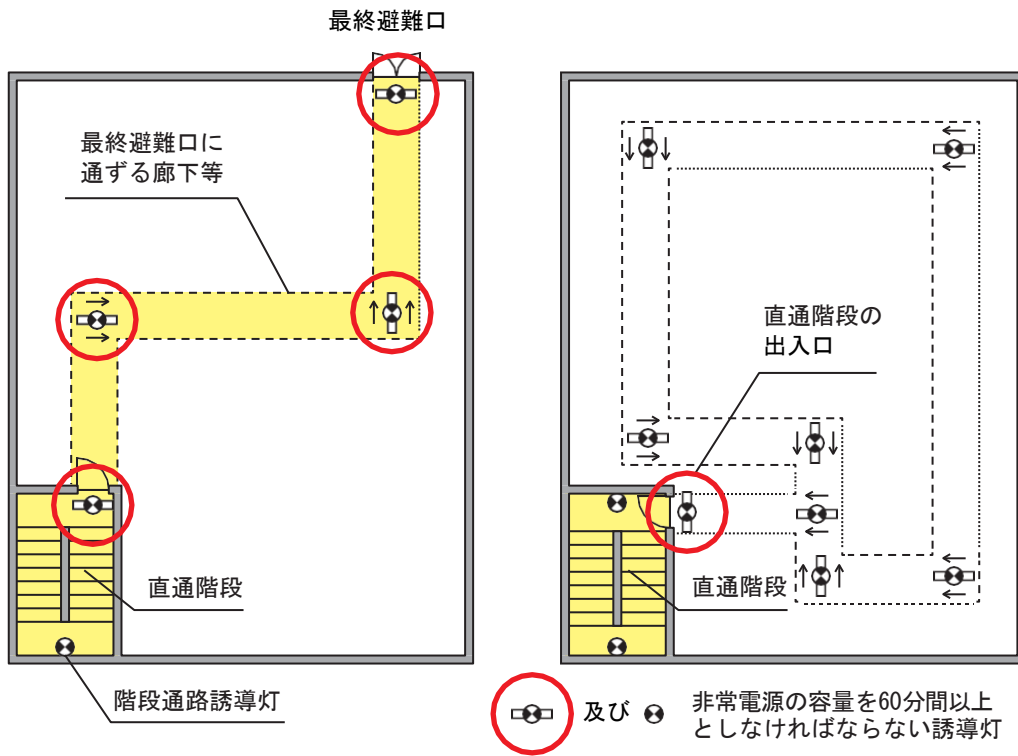 最終避難口
最終避難口に
通ずる廊下等
直通階段の
出入口
直通階段
直通階段
階段通路誘導灯
及び
非常電源の容量を60分間以上
としなければならない誘導灯